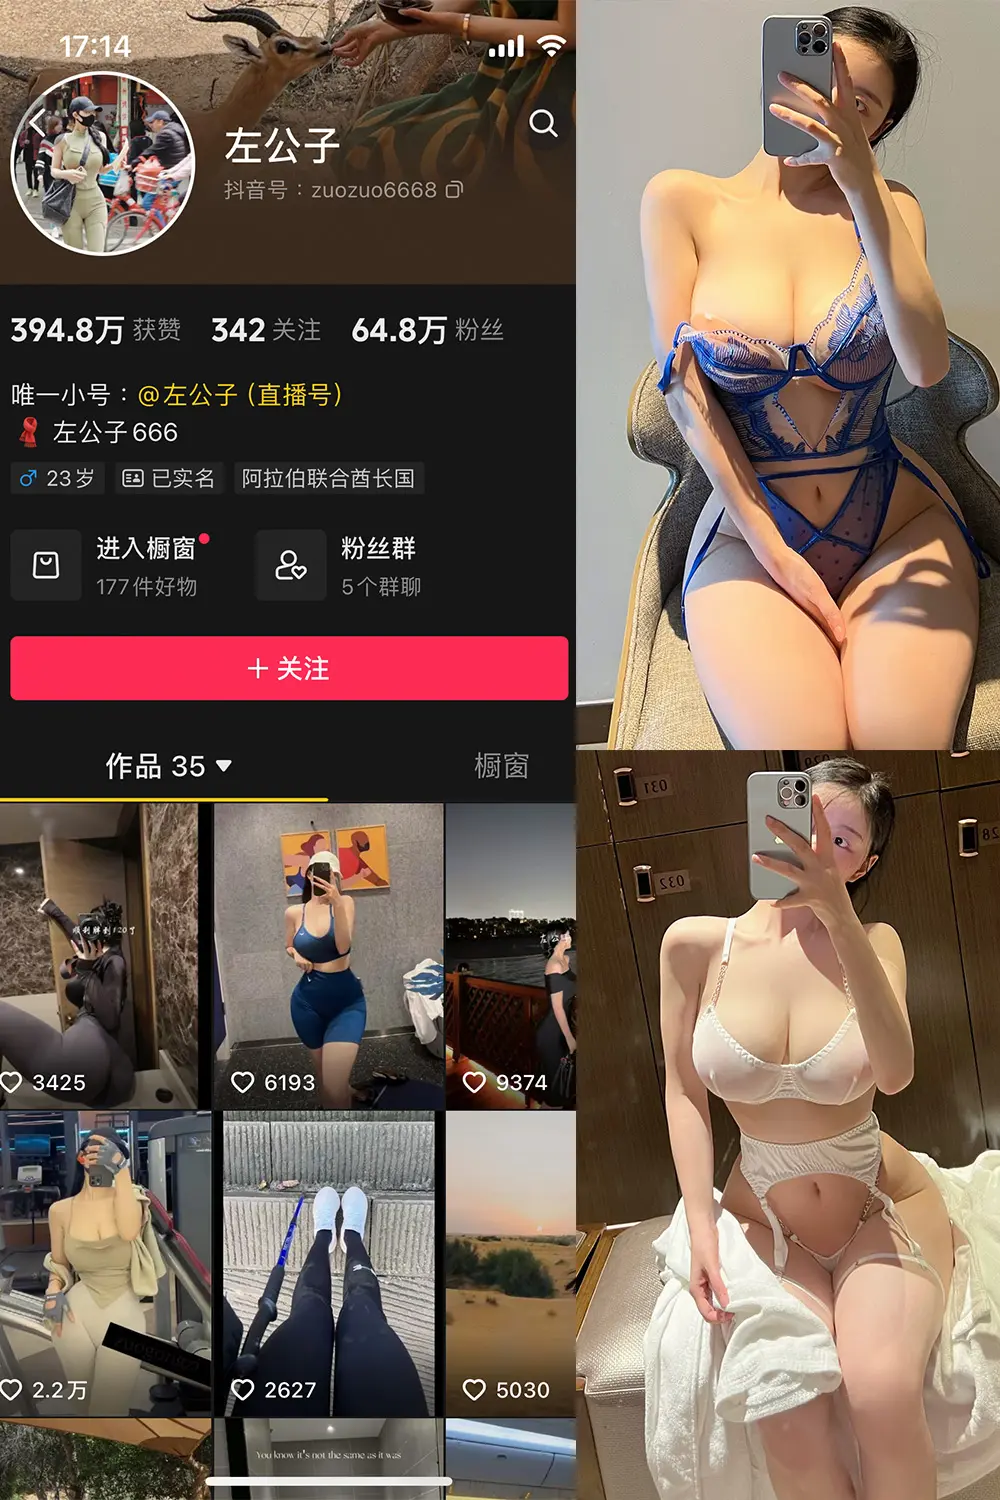 17:14
左公子
抖音号：zuozuo6668
394.8万 获赞 342 关注 64.8万 粉丝
唯一小号：@左公子（直播号）
左公子666
23岁 已实名 阿拉伯联合酋长国
进入橱窗 粉丝群
177件好物 5个群聊
+ 关注
作品 35 橱窗
3425 6193 9374
2.2万 2627 5030
You know it's not the same as it was
031
032